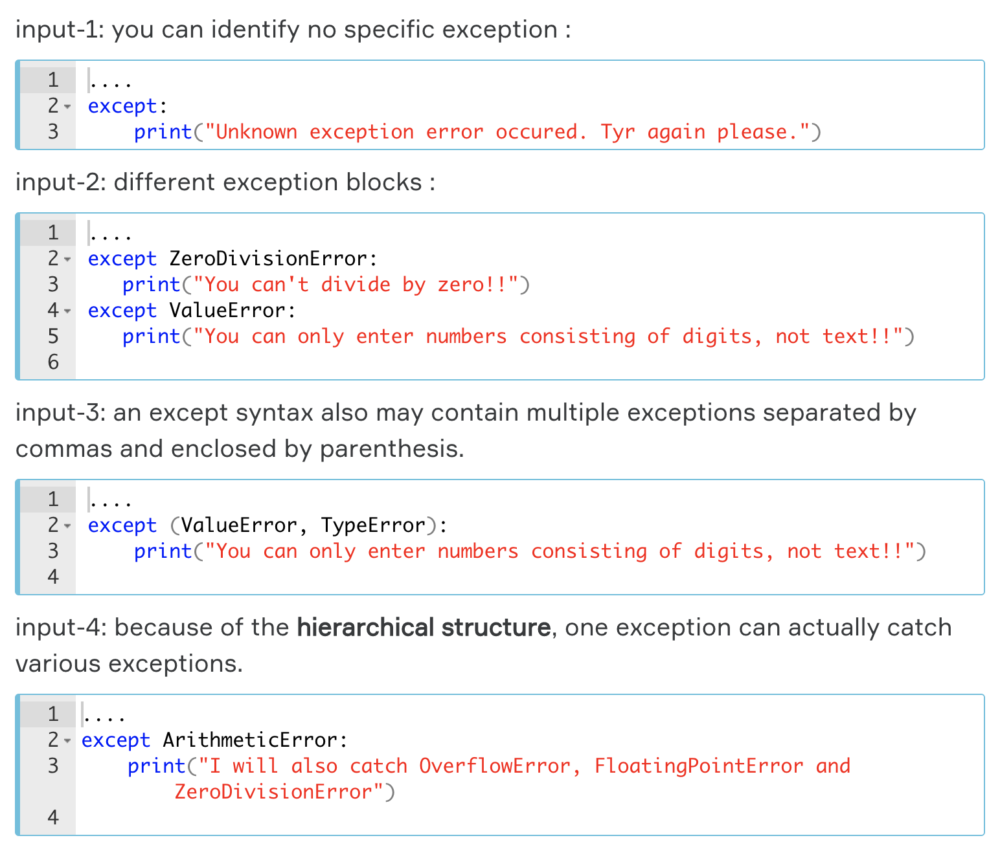 input-1: you can identify no specific exception :
1 ....
2 except:
3     print("Unknown exception error occured. Tyr again please.")
input-2: different exception blocks :
1 ....
2 except ZeroDivisionError:
3    print("You can't divide by zero!!")
4 except ValueError:
5    print("You can only enter numbers consisting of digits, not text!!")
6
input-3: an except syntax also may contain multiple exceptions separated by
commas and enclosed by parenthesis.
1 ....
2 except (ValueError, TypeError):
3     print("You can only enter numbers consisting of digits, not text!!")
4
input-4: because of the hierarchical structure, one exception can actually catch
various exceptions.
1 ....
2 except ArithmeticError:
3     print("I will also catch OverflowError, FloatingPointError and
ZeroDivisionError")
4